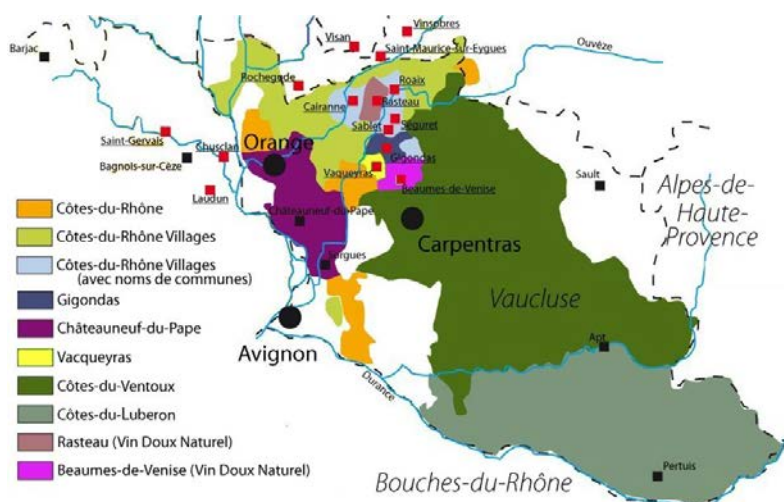 Vinsobres
Visan
Saint-Maurice-sur-Eygues
Barjac
Ouvèze
Rochegude
Roaix
Cairanne
Rasteau
Saint-Gervais
Sablet
Séguret
Chusclan
Orange
Gigondas
Bagnols-sur-Cèze
Vaqueyras
Beaumes-de-Venise
Sault
Laudun
Alpes-de-
Haute-
Provence
Châteauneuf-du-Pape
Carpentras
Sorgues
Vaucluse
Avignon
Apt
Durance
Pertuis
Bouches-du-Rhône
Côtes-du-Rhône
Côtes-du-Rhône Villages
Côtes-du-Rhône Villages
(avec noms de communes)
Gigondas
Châteauneuf-du-Pape
Vacqueyras
Côtes-du-Ventoux
Côtes-du-Luberon
Rasteau (Vin Doux Naturel)
Beaumes-de-Venise (Vin Doux Naturel)